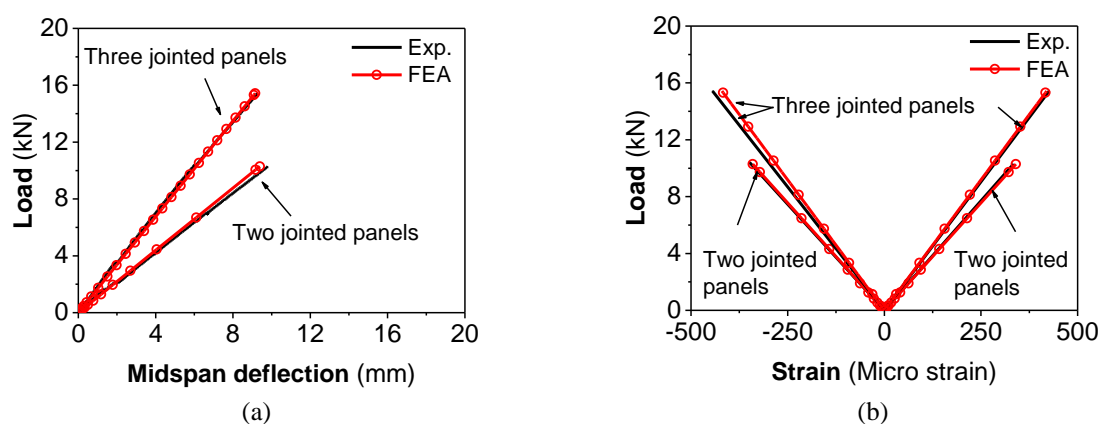 20
16
12
8
4
0
Load (kN)
Three jointed panels
Exp.
FEA
Two jointed panels
0 4 8 12 16 20
Midspan deflection (mm)
(a)
20
16
12
8
4
0
Load (kN)
Exp.
FEA
Three jointed panels
Two jointed
panels
Two jointed
panels
-500 -250 0 250 500
Strain (Micro strain)
(b)